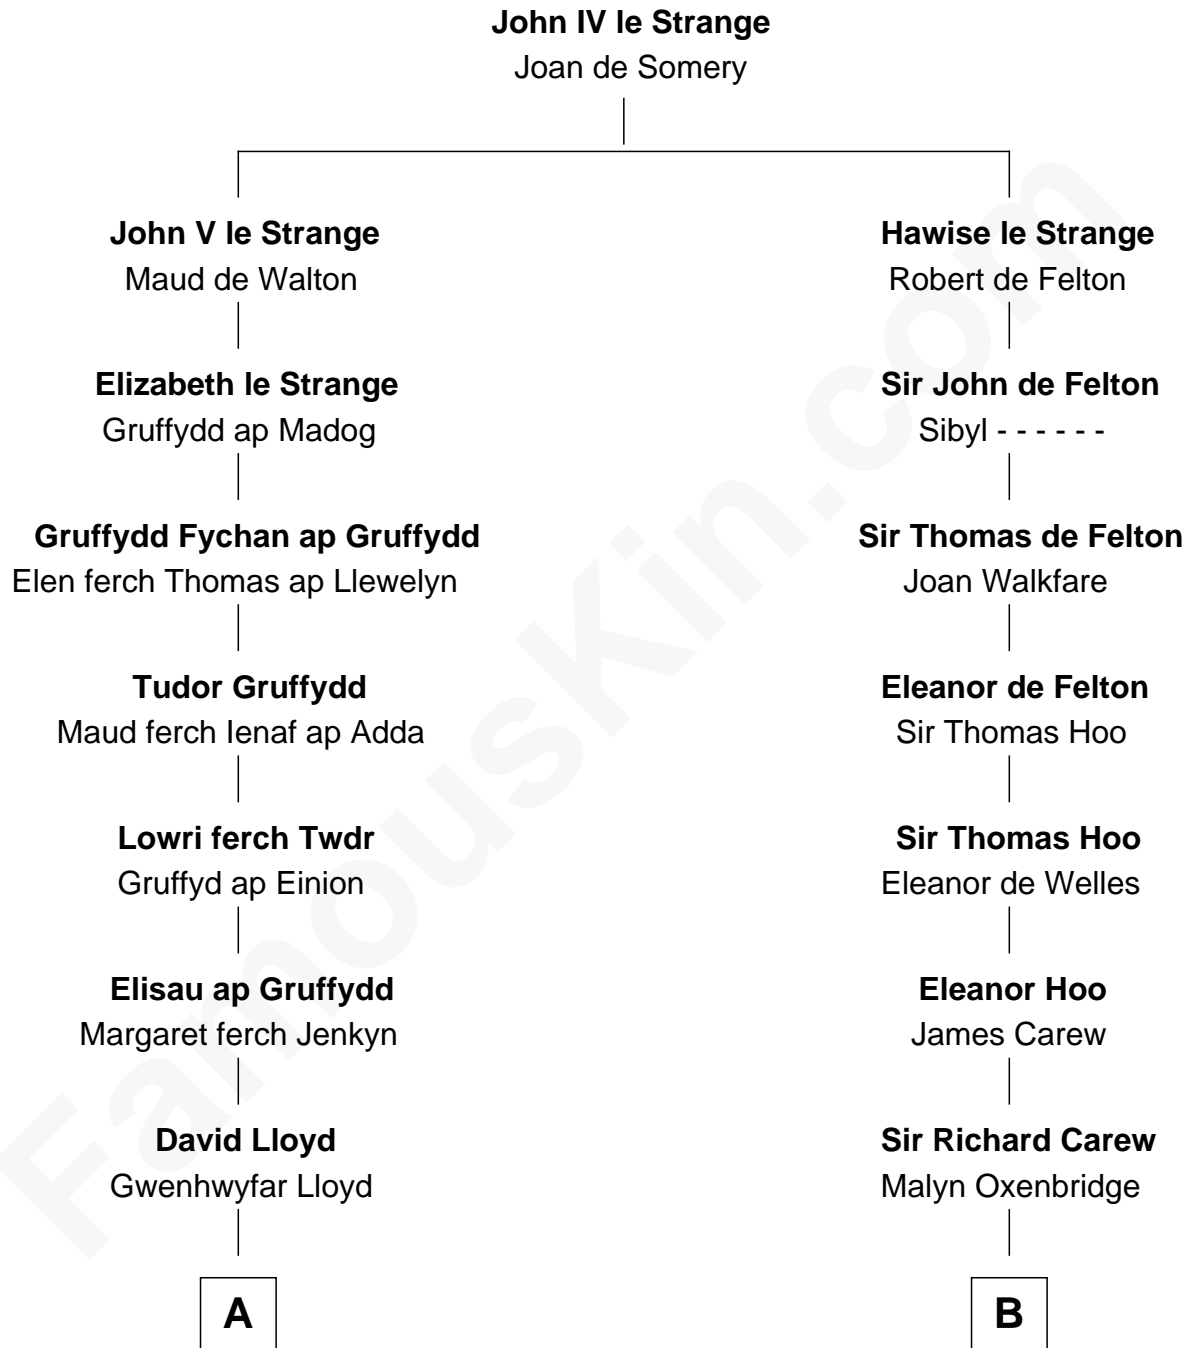 John IV le Strange
Joan de Somery
John V le Strange
Maud de Walton
Hawise le Strange
Robert de Felton
Elizabeth le Strange
Gruffydd ap Madog
Sir John de Felton
Sibyl - - - - - -
Gruffydd Fychan ap Gruffydd
Elen ferch Thomas ap Llewelyn
Sir Thomas de Felton
Joan Walkfare
Tudor Gruffydd
Maud ferch Ienaf ap Adda
Eleanor de Felton
Sir Thomas Hoo
Lowri ferch Twdr
Gruffyd ap Einion
Sir Thomas Hoo
Eleanor de Welles
Elisau ap Gruffydd
Margaret ferch Jenkyn
Eleanor Hoo
James Carew
David Lloyd
Gwenhwyfar Lloyd
Sir Richard Carew
Malyn Oxenbridge
A
B
FamousKin.com